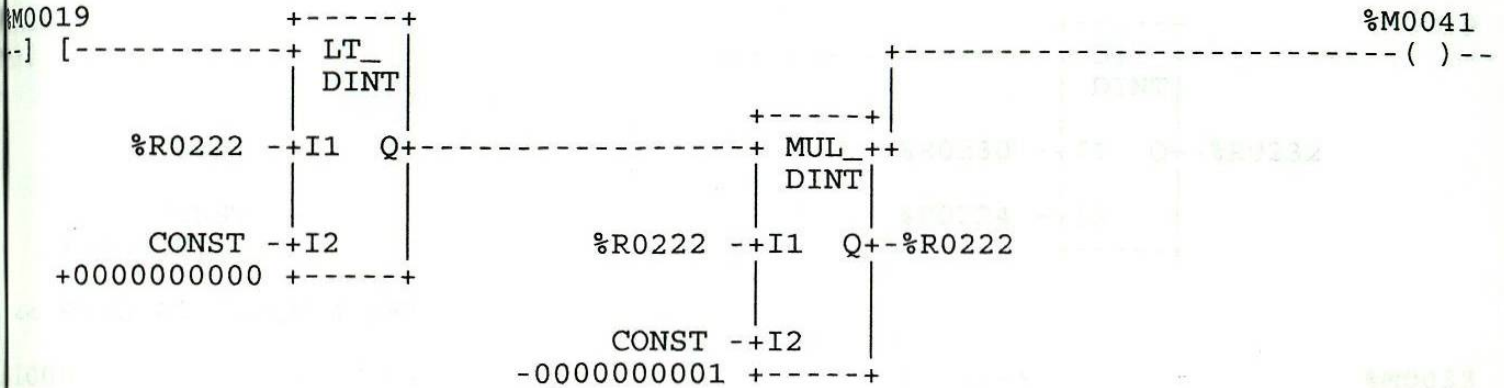 %M0019 +-----+ %M0041
--] [-----------+ LT_ +---------------------------( )--
DINT
+-----+
%R0222 -+I1 Q+-----------------+ MUL_++
DINT
CONST -+I2 %R0222 -+I1 Q+-%R0222
+0000000000 +-----+
CONST -+I2
-0000000001 +-----+